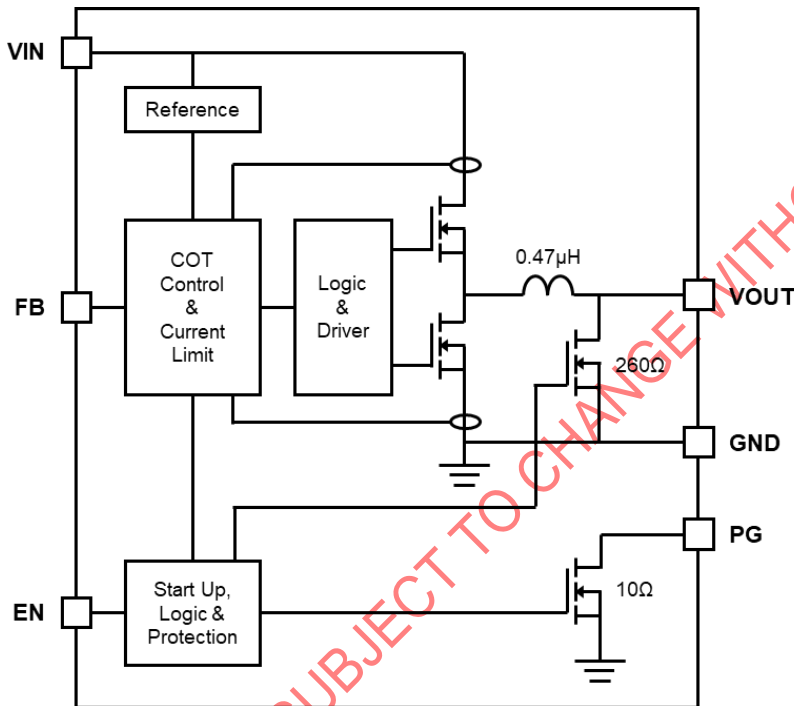 VIN
Reference
0.47µH
COT
Control
&
Current
Limit
Logic
&
Driver
FB
VOUT
260Ω
GND
PG
Start Up,
Logic &
Protection
EN
10Ω
SUBJECT TO CHANGE WITH